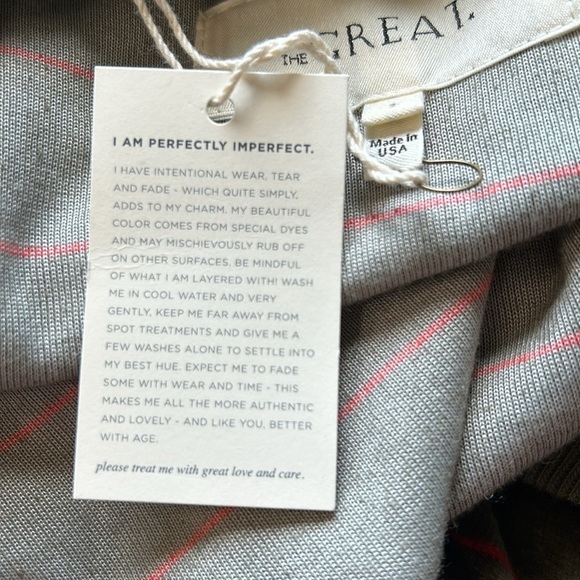 THE GREAT.
Made in
USA
I AM PERFECTLY IMPERFECT.
I HAVE INTENTIONAL WEAR, TEAR
AND FADE - WHICH QUITE SIMPLY,
ADDS TO MY CHARM. MY BEAUTIFUL
COLOR COMES FROM SPECIAL DYES
AND MAY MISCHIEVOUSLY RUB OFF
ON OTHER SURFACES. BE MINDFUL
OF WHAT I AM LAYERED WITH! WASH
ME IN COOL WATER AND VERY
GENTLY, KEEP ME FAR AWAY FROM
SPOT TREATMENTS AND GIVE ME A
FEW WASHES ALONE TO SETTLE INTO
MY BEST HUE. EXPECT ME TO FADE
SOME WITH WEAR AND TIME - THIS
MAKES ME ALL THE MORE AUTHENTIC
AND LOVELY - AND LIKE YOU, BETTER
WITH AGE.
please treat me with great love and care.